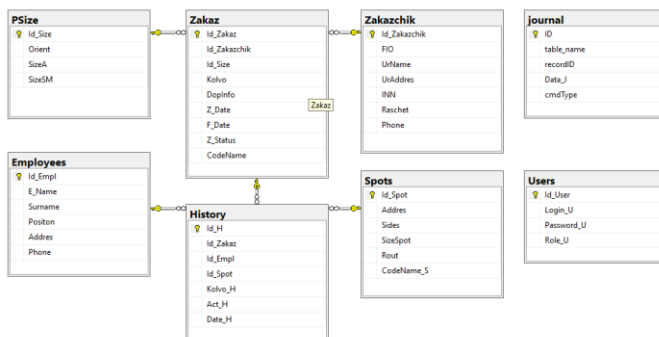 PSize
Id_Size
Orient
SizeA
SizeSM
Zakaz
Id_Zakaz
Id_Zakazchik
Id_Size
Kolvo
DopInfo
Z_Date
F_Date
Z_Status
CodeName
Zakaz
Zakazchik
Id_Zakazchik
FIO
UrName
UrAddres
INN
Raschet
Phone
journal
ID
table_name
recordID
Data_J
cmdType
Employees
Id_Empl
E_Name
Surname
Positon
Addres
Phone
History
Id_H
Id_Zakaz
Id_Empl
Id_Spot
Kolvo_H
Act_H
Date_H
Spots
Id_Spot
Addres
Sides
SizeSpot
Rout
CodeName_S
Users
Id_User
Login_U
Password_U
Role_U